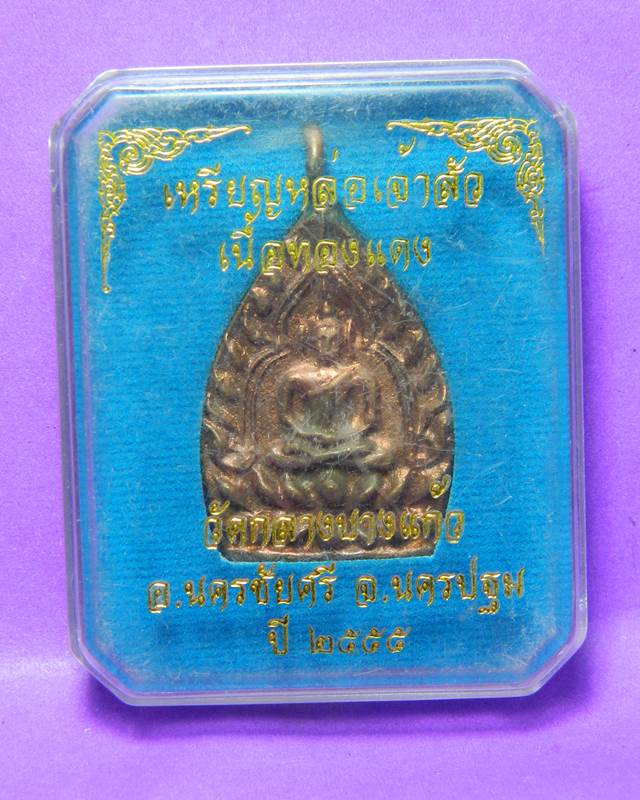 เหรียญหล่อเจ้าสัว
เนื้อทองแดง
วัดกลางบางแก้ว
อ.นครชัยศรี จ.นครปฐม
ปี ๒๕๕๕